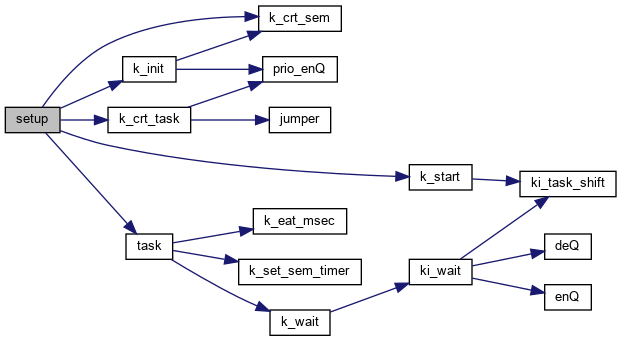 k_crt_sem
k_init
prio_enQ
setup
k_crt_task
jumper
k_start
ki_task_shift
k_eat_msec
task
deQ
k_set_sem_timer
ki_wait
enQ
k_wait